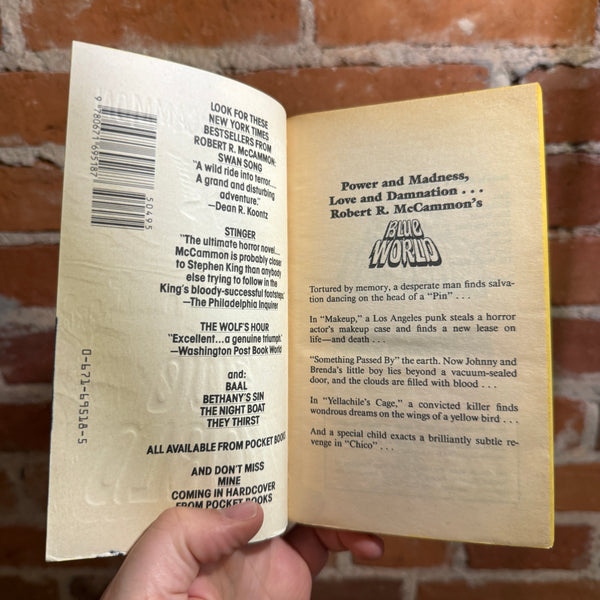 9 780671 695187
50495
0-671-69518-5
LOOK FOR THESE
NEW YORK TIMES
BESTSELLERS FROM
ROBERT R. McCAMMON:
SWAN SONG
"A wild ride into terror....
A grand and disturbing
adventure."
—Dean R. Koontz
STINGER
"The ultimate horror novel...
McCammon is probably closer
to Stephen King than anybody
else trying to follow in the
King's bloody-successful footsteps."
—The Philadelphia Inquirer
THE WOLF'S HOUR
"Excellent...a genuine triumph."
—Washington Post Book World
and:
BAAL
BETHANY'S SIN
THE NIGHT BOAT
THEY THIRST
ALL AVAILABLE FROM POCKET BOOKS
AND DON'T MISS
MINE
COMING IN HARDCOVER
FROM POCKET BOOKS
Power and Madness,
Love and Damnation . . .
Robert R. McCammon's
BLUE
WORLD
Tortured by memory, a desperate man finds salva-
tion dancing on the head of a "Pin" . . .
In "Makeup," a Los Angeles punk steals a horror
actor's makeup case and finds a new lease on
life—and death . . .
"Something Passed By" the earth. Now Johnny and
Brenda's little boy lies beyond a vacuum-sealed
door, and the clouds are filled with blood . . .
In "Yellachile's Cage," a convicted killer finds
wondrous dreams on the wings of a yellow bird . . .
And a special child exacts a brilliantly subtle re-
venge in "Chico" . . .